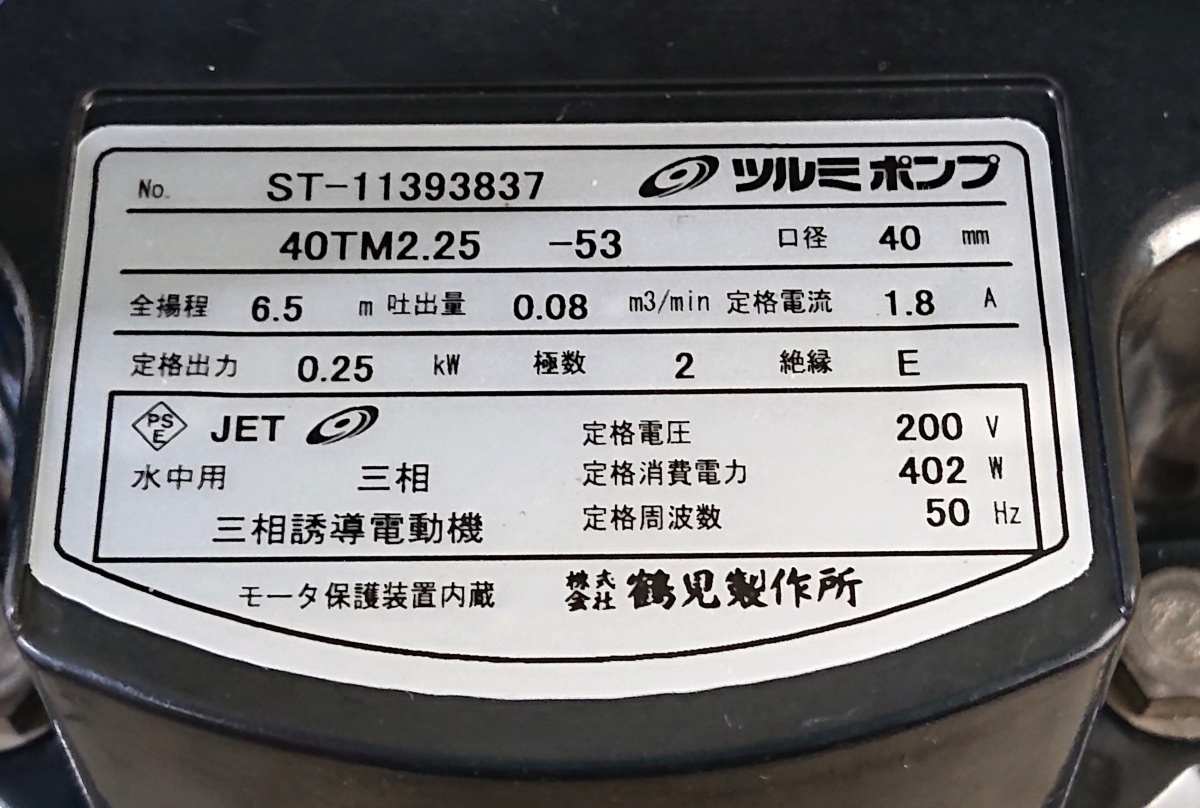 No. ST-11393837 ツルミポンプ
40TM2.25 -53 口径 40 mm
全揚程 6.5 m 吐出量 0.08 m3/min 定格電流 1.8 A
定格出力 0.25 kW 極数 2 絶縁 E
PSE JET 定格電圧 200 V
水中用 三相 定格消費電力 402 W
三相誘導電動機 定格周波数 50 Hz
モータ保護装置内蔵 株式会社 鶴見製作所